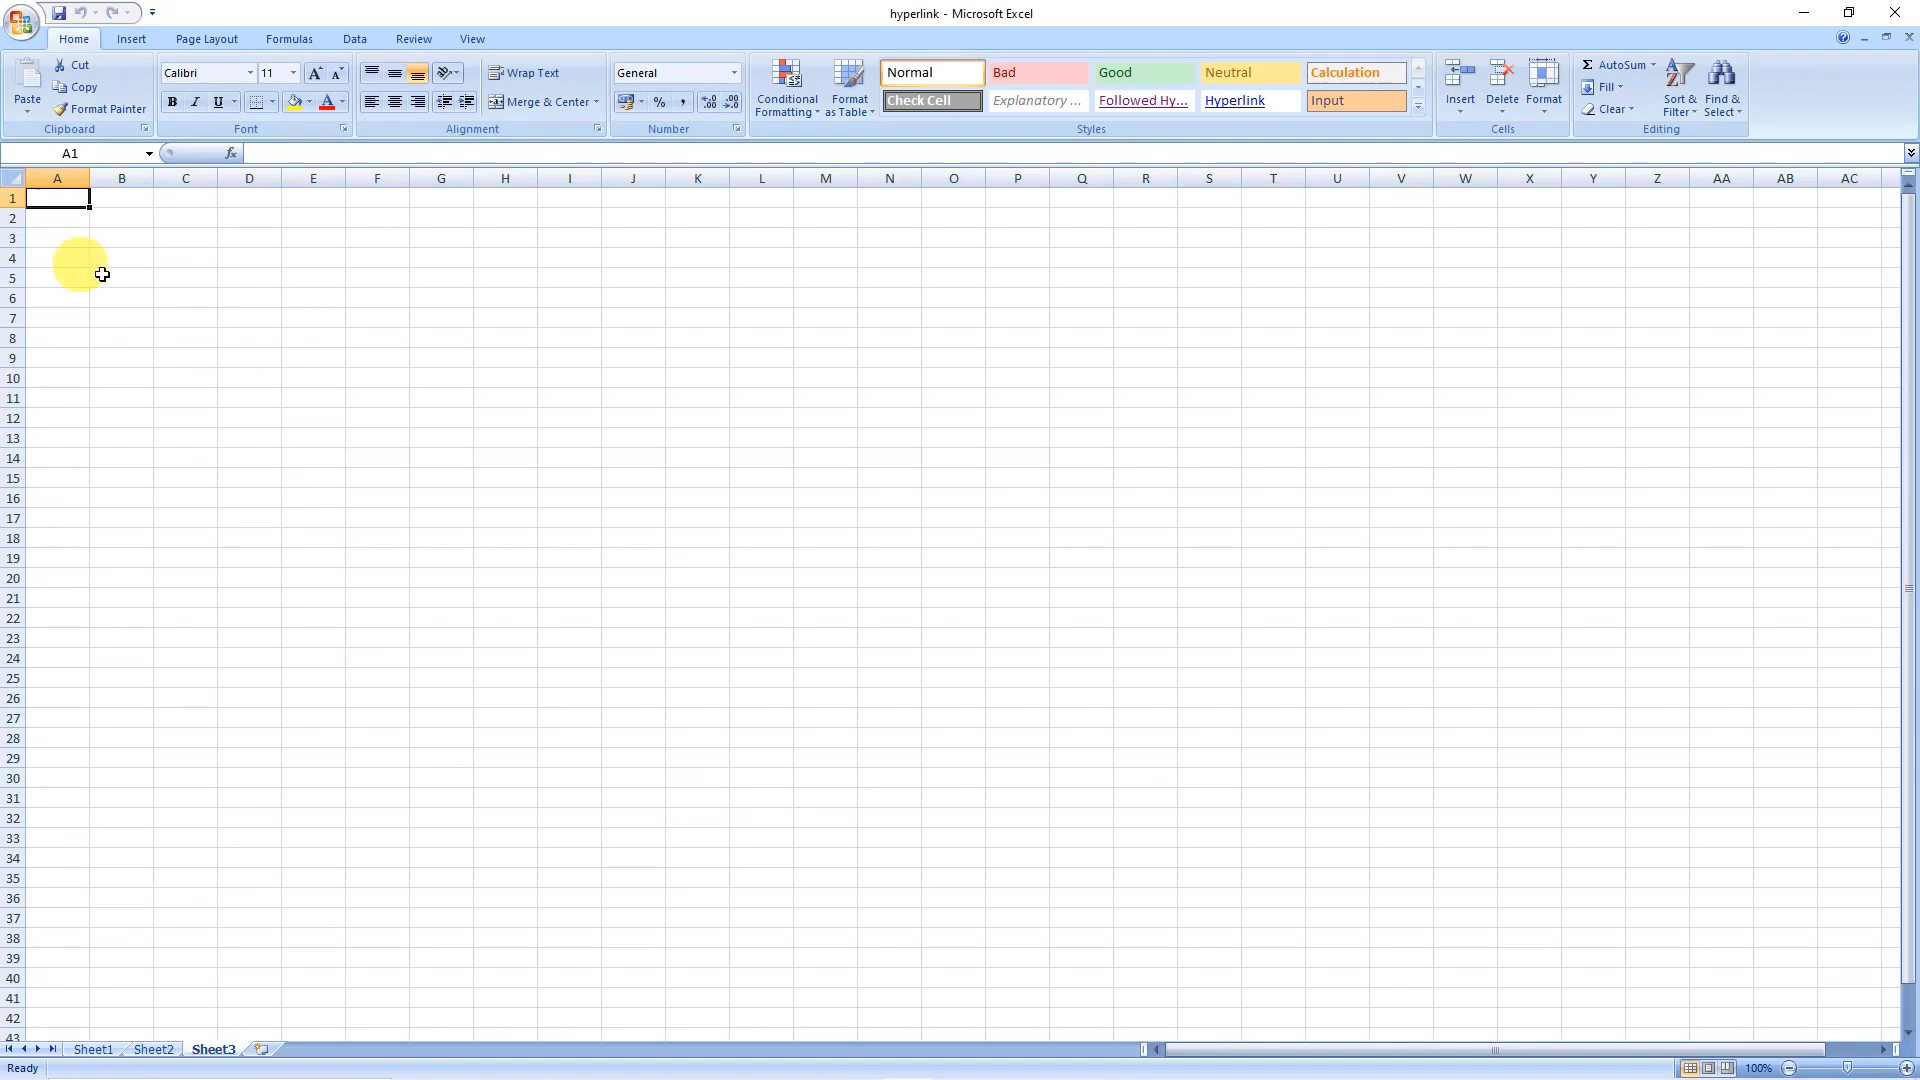 hyperlink - Microsoft Excel
Home Insert Page Layout Formulas Data Review View
Paste
Cut
Copy
Format Painter
Clipboard
Calibri 11
B I U
Font
Wrap Text
Merge & Center
Alignment
General
% ,
Number
Conditional Formatting
Format as Table
Normal Bad Good Neutral Calculation
Check Cell Explanatory ... Followed Hy... Hyperlink Input
Styles
Insert Delete Format
Cells
Σ AutoSum
Fill
Clear
Sort & Filter
Find & Select
Editing
A1 fx
A B C D E F G H I J K L M N O P Q R S T U V W X Y Z AA AB AC
1
2
3
4
5
6
7
8
9
10
11
12
13
14
15
16
17
18
19
20
21
22
23
24
25
26
27
28
29
30
31
32
33
34
35
36
37
38
39
40
41
42
43
Sheet1 Sheet2 Sheet3
Ready 100%